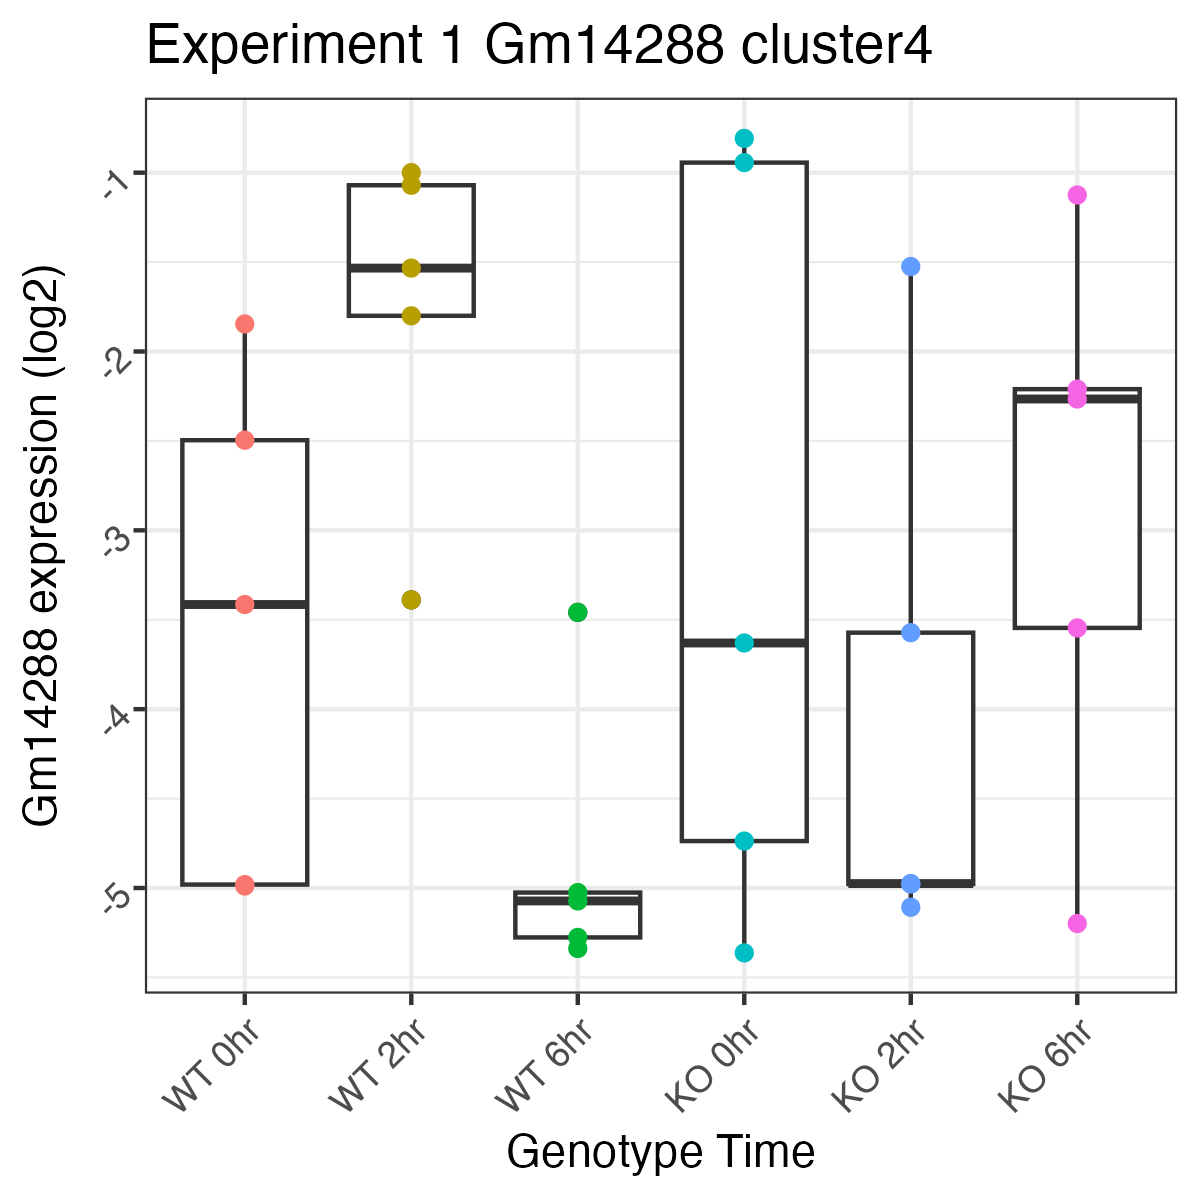 Experiment 1 Gm14288 cluster4
Gm14288 expression (log2)
-1
-2
-3
-4
-5
WT 0hr
WT 2hr
WT 6hr
KO 0hr
KO 2hr
KO 6hr
Genotype Time